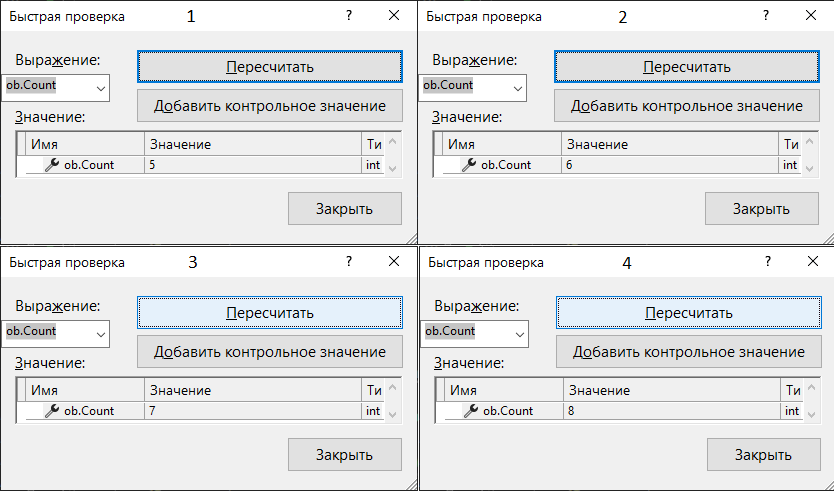 Быстрая проверка 1 ?
Выражение:
Пересчитать
ob.Count
Добавить контрольное значение
Значение:
Имя Значение Ти
ob.Count 5 int
Закрыть
Быстрая проверка 2 ?
Выражение:
Пересчитать
ob.Count
Добавить контрольное значение
Значение:
Имя Значение Ти
ob.Count 6 int
Закрыть
Быстрая проверка 3 ?
Выражение:
Пересчитать
ob.Count
Добавить контрольное значение
Значение:
Имя Значение Ти
ob.Count 7 int
Закрыть
Быстрая проверка 4 ?
Выражение:
Пересчитать
ob.Count
Добавить контрольное значение
Значение:
Имя Значение Ти
ob.Count 8 int
Закрыть